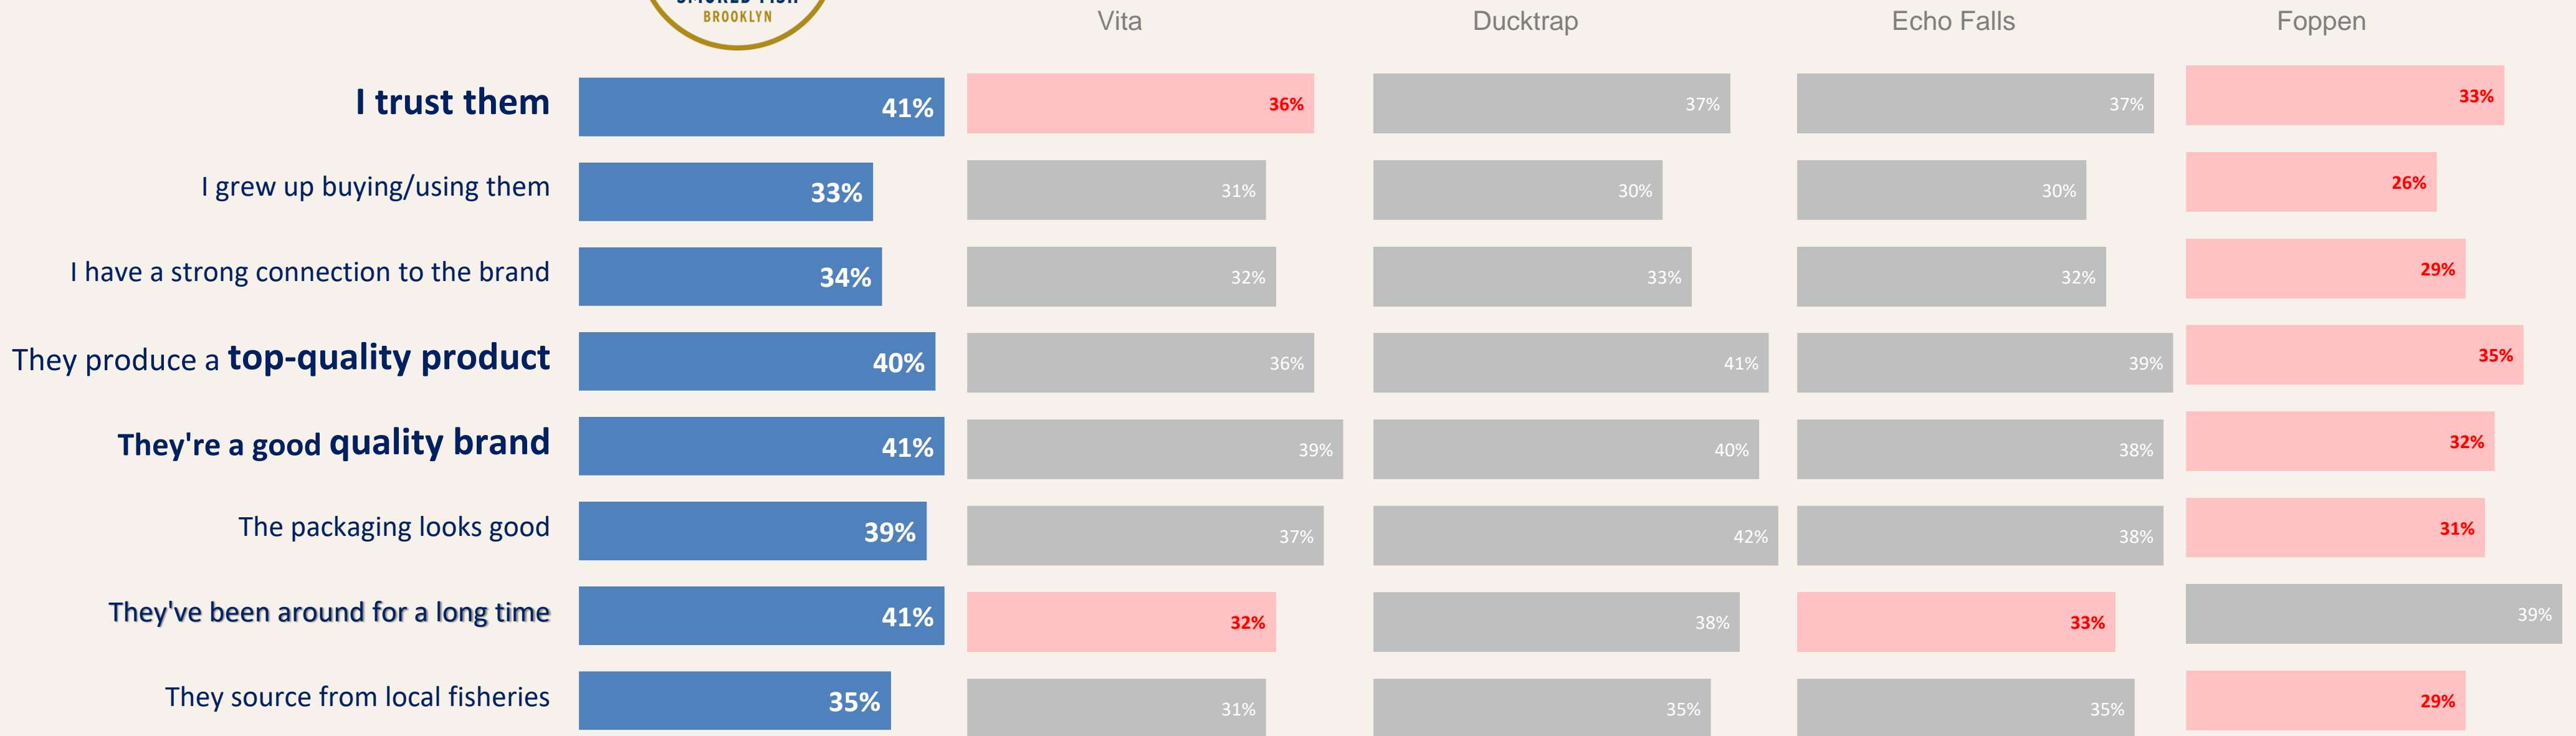 SMOKED FISH
BROOKLYN
Vita Ducktrap Echo Falls Foppen
I trust them 41% 36% 37% 37% 33%
I grew up buying/using them 33% 31% 30% 30% 26%
I have a strong connection to the brand 34% 32% 33% 32% 29%
They produce a top-quality product 40% 36% 41% 39% 35%
They're a good quality brand 41% 39% 40% 38% 32%
The packaging looks good 39% 37% 42% 38% 31%
They've been around for a long time 41% 32% 38% 33% 39%
They source from local fisheries 35% 31% 35% 35% 29%